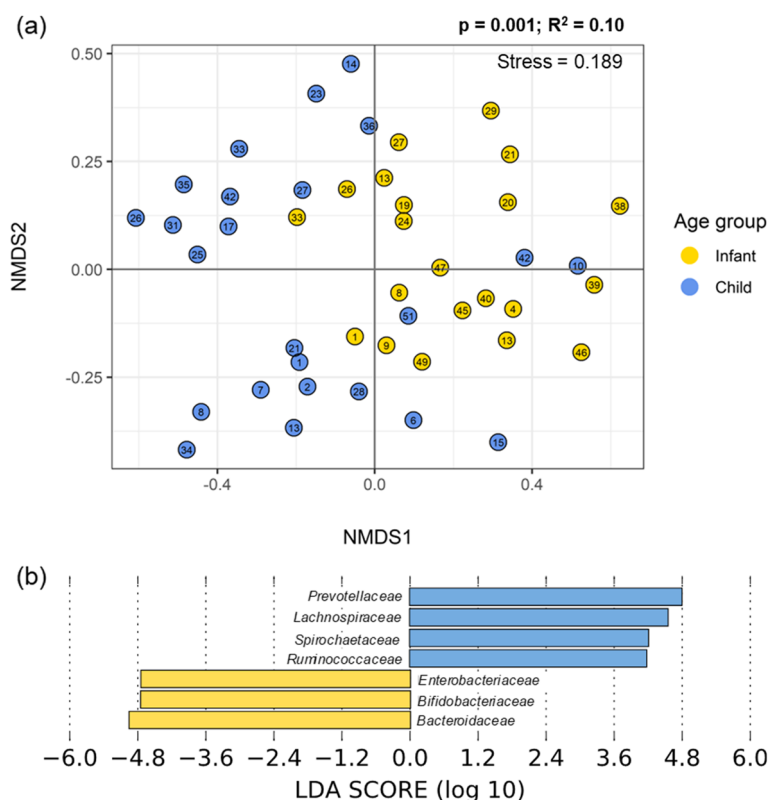 (a)
p = 0.001; R² = 0.10
Stress = 0.189
0.50
0.25
0.00
-0.25
NMDS2
14
23
36
33
27
29
21
35
42
27
26
13
19
20
38
26
31
17
33
24
25
47
42
10
39
8
40
45
4
51
1
9
13
46
21
1
49
7
2
28
8
13
6
15
34
-0.4
0.0
0.4
NMDS1
Age group
Infant
Child
(b)
Prevotellaceae
Lachnospiraceae
Spirochaetaceae
Ruminococcaceae
Enterobacteriaceae
Bifidobacteriaceae
Bacteroidaceae
−6.0 −4.8 −3.6 −2.4 −1.2 0.0 1.2 2.4 3.6 4.8 6.0
LDA SCORE (log 10)